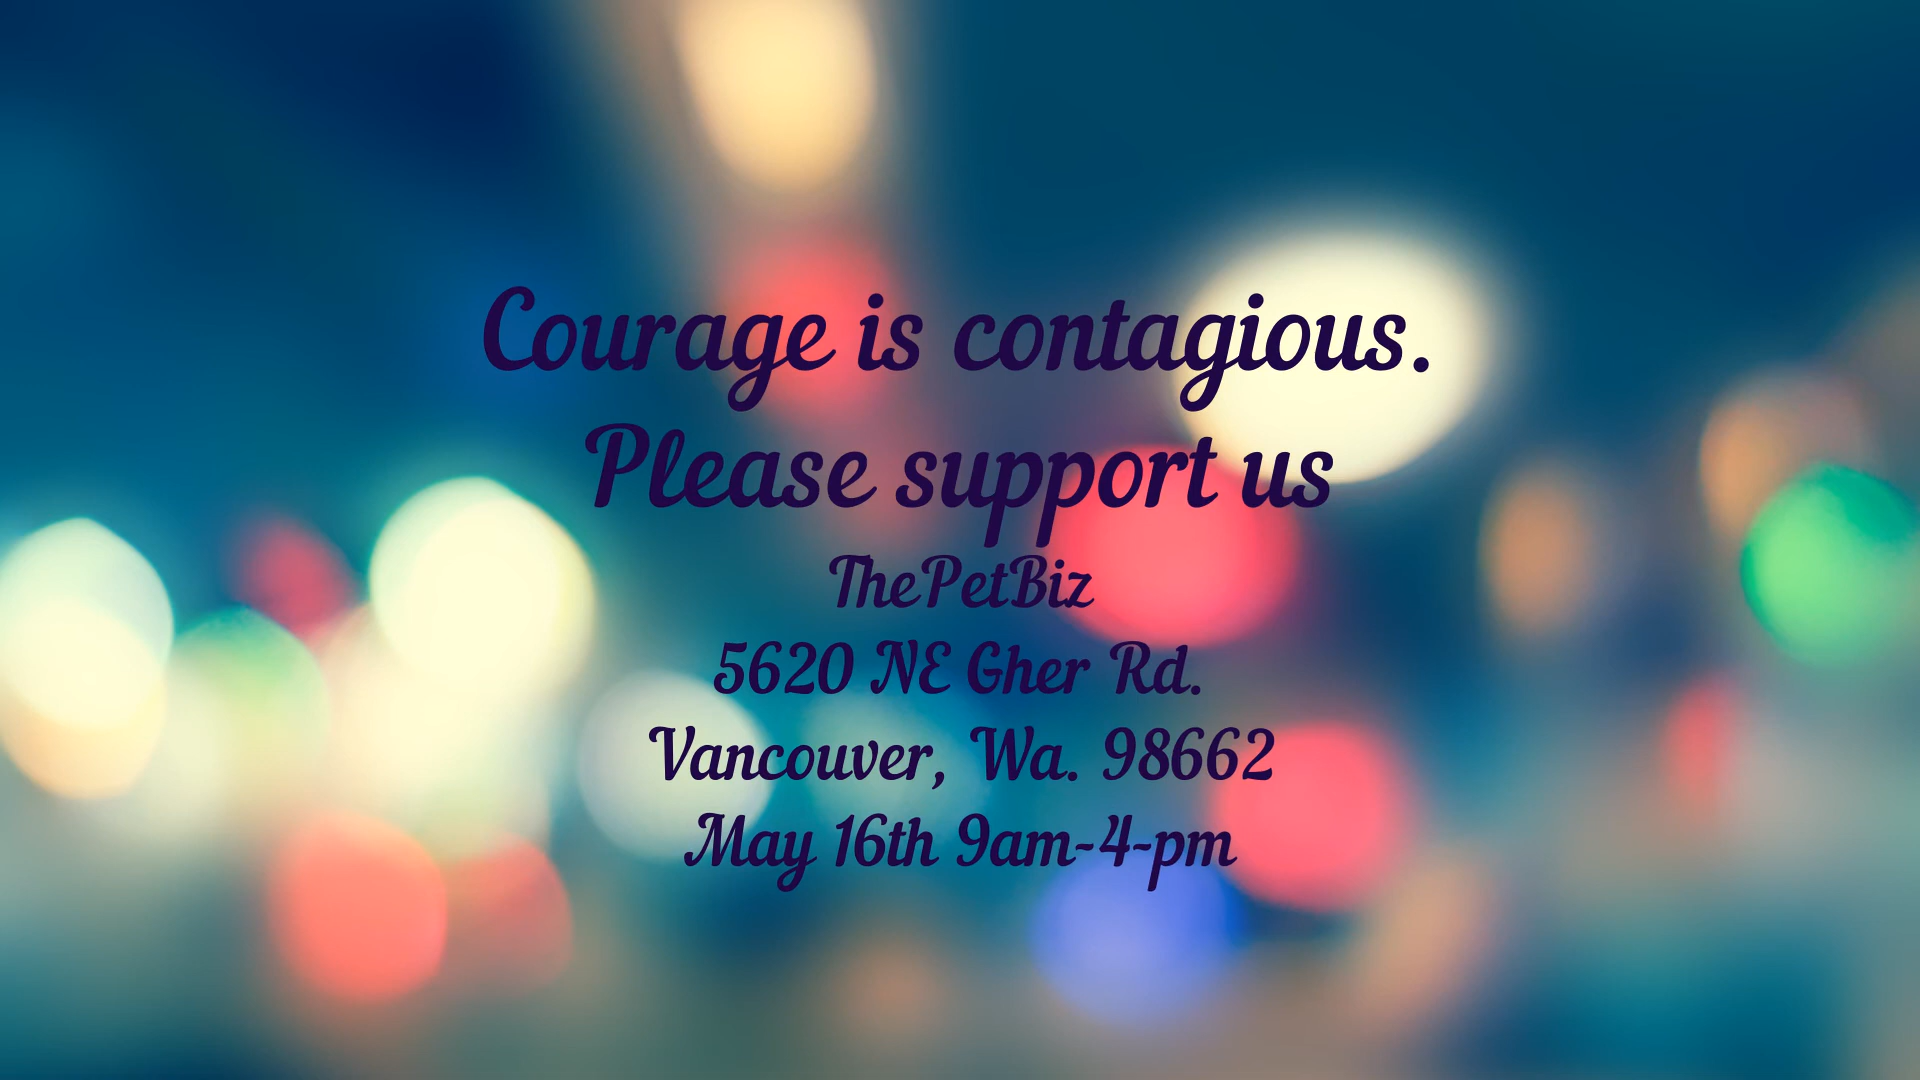 Courage is contagious.
Please support us
ThePetBiz
5620 NE Gher Rd.
Vancouver, Wa. 98662
May 16th 9am-4-pm